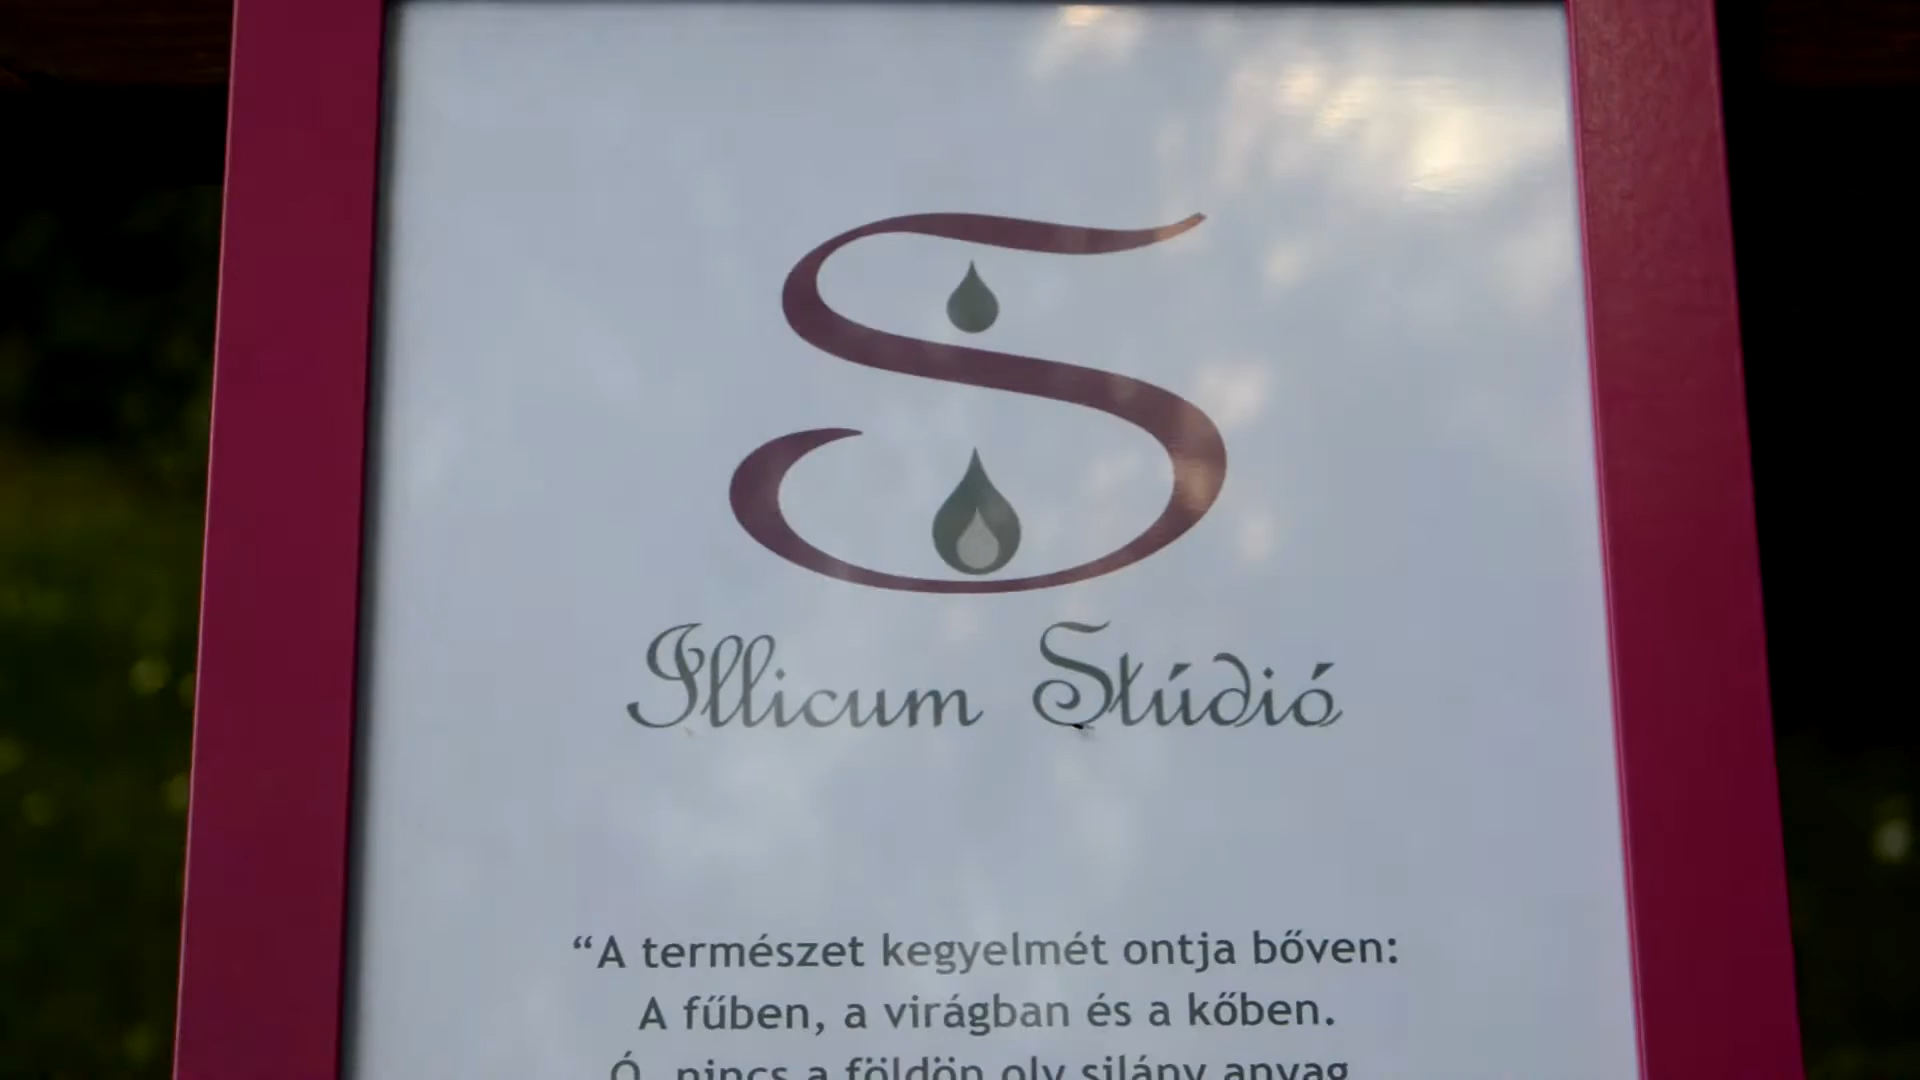 Illicum Stúdió
“A természet kegyelmét ontja bőven:
A fűben, a virágban és a kőben.
Ó, nincs a földön oly silány anyag,